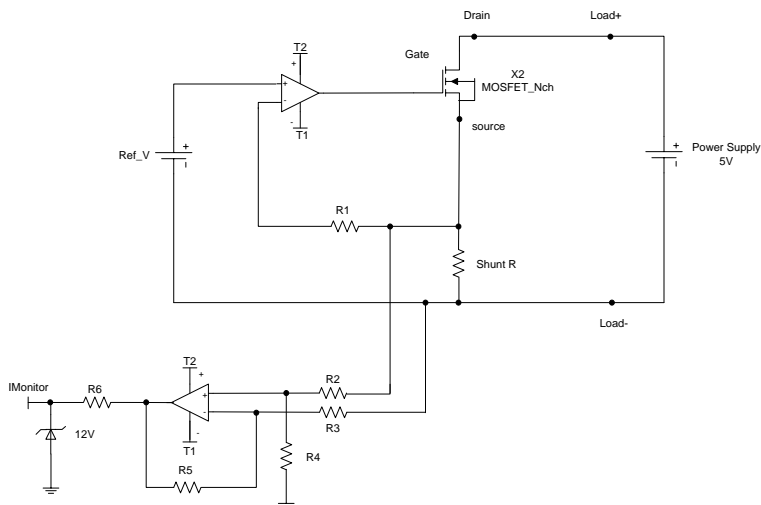 Drain
Load+
T2
Gate
+
X2
MOSFET_Nch
+
-
-
T1
source
Ref_V
+
-
+
-
Power Supply
5V
R1
Shunt R
Load-
T2
+
IMonitor
R6
R2
+
-
R3
12V
-
T1
R4
R5